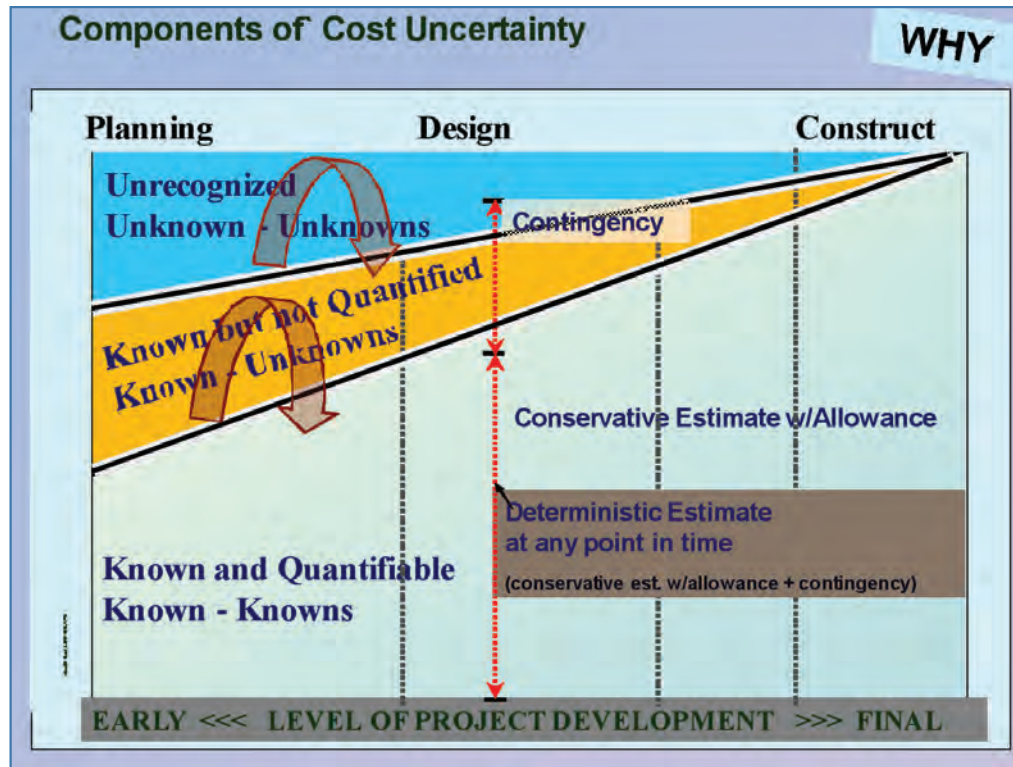 Components of Cost Uncertainty
WHY
Planning
Design
Construct
Unrecognized
Unknown - Unknowns
Contingency
Known but not Quantified
Known - Unknowns
Conservative Estimate w/Allowance
Deterministic Estimate
at any point in time
(conservative est. w/allowance + contingency)
Known and Quantifiable
Known - Knowns
EARLY <<< LEVEL OF PROJECT DEVELOPMENT >>> FINAL